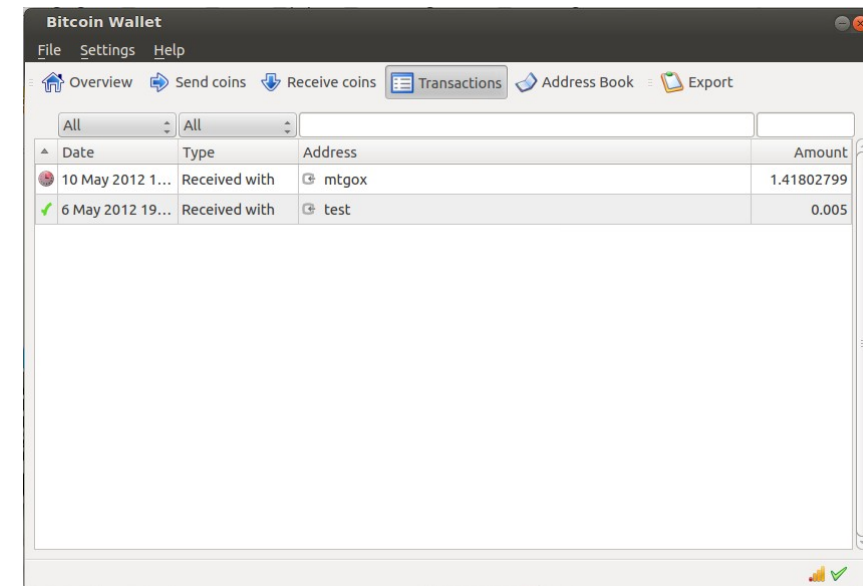 Bitcoin Wallet
File Settings Help
Overview Send coins Receive coins Transactions Address Book Export
All All
Date Type Address Amount
10 May 2012 1... Received with mtgox 1.41802799
6 May 2012 19... Received with test 0.005